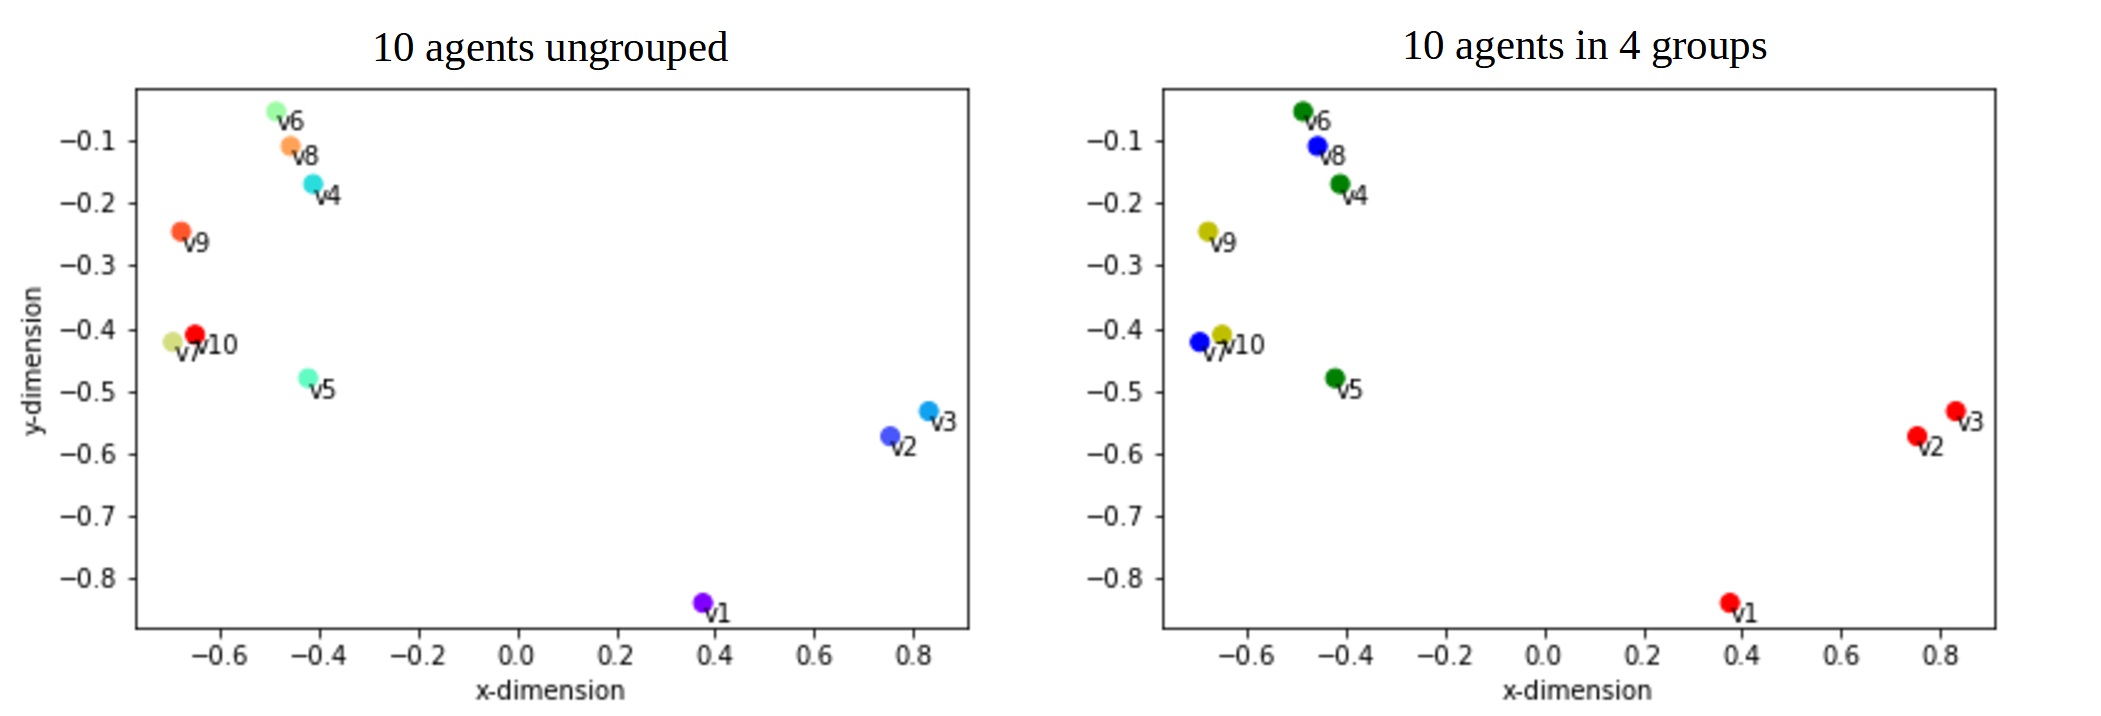 10 agents ungrouped
y-dimension
−0.1
−0.2
−0.3
−0.4
−0.5
−0.6
−0.7
−0.8
v6
v8
v4
v9
v7
v10
v5
v3
v2
v1
−0.6 −0.4 −0.2 0.0 0.2 0.4 0.6 0.8
x-dimension
10 agents in 4 groups
−0.1
−0.2
−0.3
−0.4
−0.5
−0.6
−0.7
−0.8
v6
v8
v4
v9
v7
v10
v5
v3
v2
v1
−0.6 −0.4 −0.2 0.0 0.2 0.4 0.6 0.8
x-dimension